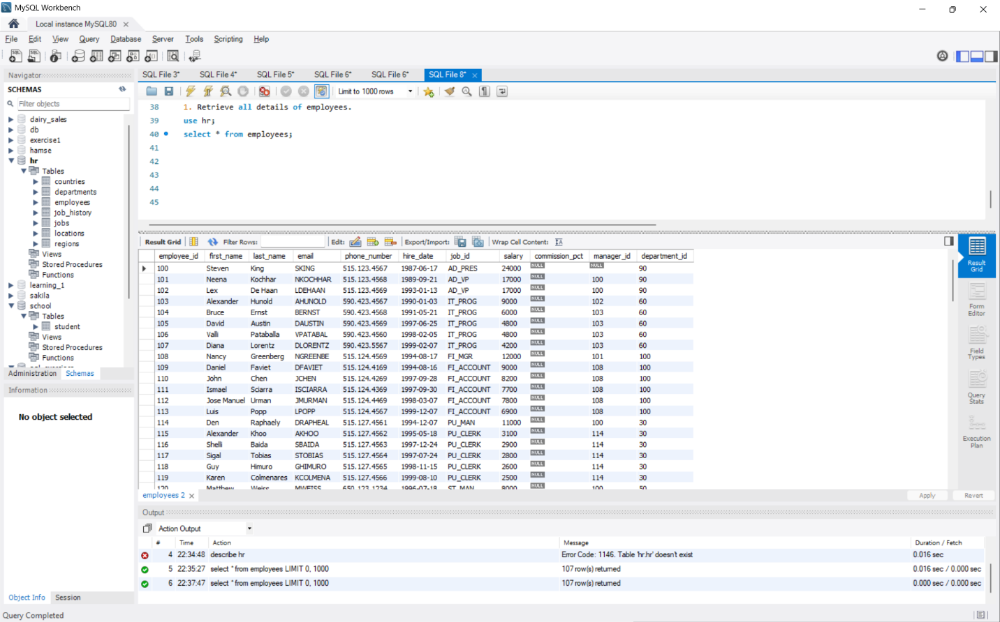 MySQL Workbench
Local instance MySQL80
File Edit View Query Database Server Tools Scripting Help
Navigator
SCHEMAS
Filter objects
dairy_sales
db
exercise1
hamse
hr
Tables
countries
departments
employees
job_history
jobs
locations
regions
Views
Stored Procedures
Functions
learning_1
sakila
school
Tables
student
Views
Stored Procedures
Functions
Administration Schemas
Information
No object selected
Object Info Session
Query Completed
SQL File 3* SQL File 4* SQL File 5* SQL File 6* SQL File 6* SQL File 8*
Limit to 1000 rows
38 1. Retrieve all details of employees.
39 use hr;
40 select * from employees;
41
42
43
44
45
Result Grid Filter Rows: Edit: Export/Import: Wrap Cell Content:
employee_id first_name last_name email phone_number hire_date job_id salary commission_pct manager_id department_id
100 Steven King SKING 515.123.4567 1987-06-17 AD_PRES 24000 NULL NULL 90
101 Neena Kochhar NKOCHHAR 515.123.4568 1989-09-21 AD_VP 17000 NULL 100 90
102 Lex De Haan LDEHAAN 515.123.4569 1993-01-13 AD_VP 17000 NULL 100 90
103 Alexander Hunold AHUNOLD 590.423.4567 1990-01-03 IT_PROG 9000 NULL 102 60
104 Bruce Ernst BERNST 590.423.4568 1991-05-21 IT_PROG 6000 NULL 103 60
105 David Austin DAUSTIN 590.423.4569 1997-06-25 IT_PROG 4800 NULL 103 60
106 Valli Pataballa VPATABAL 590.423.4560 1998-02-05 IT_PROG 4800 NULL 103 60
107 Diana Lorentz DLORENTZ 590.423.5567 1999-02-07 IT_PROG 4200 NULL 103 60
108 Nancy Greenberg NGREENBE 515.124.4569 1994-08-17 FI_MGR 12000 NULL 101 100
109 Daniel Faviet DFAVIET 515.124.4169 1994-08-16 FI_ACCOUNT 9000 NULL 108 100
110 John Chen JCHEN 515.124.4269 1997-09-28 FI_ACCOUNT 8200 NULL 108 100
111 Ismael Sciarra ISCIARRA 515.124.4369 1997-09-30 FI_ACCOUNT 7700 NULL 108 100
112 Jose Manuel Urman JMURMAN 515.124.4469 1998-03-07 FI_ACCOUNT 7800 NULL 108 100
113 Luis Popp LPOPP 515.124.4567 1999-12-07 FI_ACCOUNT 6900 NULL 108 100
114 Den Raphaely DRAPHEAL 515.127.4561 1994-12-07 PU_MAN 11000 NULL 100 30
115 Alexander Khoo AKHOO 515.127.4562 1995-05-18 PU_CLERK 3100 NULL 114 30
116 Shelli Baida SBAIDA 515.127.4563 1997-12-24 PU_CLERK 2900 NULL 114 30
117 Sigal Tobias STOBIAS 515.127.4564 1997-07-24 PU_CLERK 2800 NULL 114 30
118 Guy Himuro GHIMURO 515.127.4565 1998-11-15 PU_CLERK 2600 NULL 114 30
119 Karen Colmenares KCOLMENA 515.127.4566 1999-08-10 PU_CLERK 2500 NULL 114 30
120 Matthew Weiss MWEISS 650.123.1234 1996-07-18 ST_MAN 8000 NULL 100 50
Result
Grid
Form
Editor
Field
Types
Query
Stats
Execution
Plan
employees 2 Apply Revert
Output
Action Output
# Time Action Message Duration / Fetch
4 22:34:48 describe hr Error Code: 1146. Table 'hr.hr' doesn't exist 0.016 sec
5 22:35:27 select * from employees LIMIT 0, 1000 107 row(s) returned 0.016 sec / 0.000 sec
6 22:37:47 select * from employees LIMIT 0, 1000 107 row(s) returned 0.000 sec / 0.000 sec